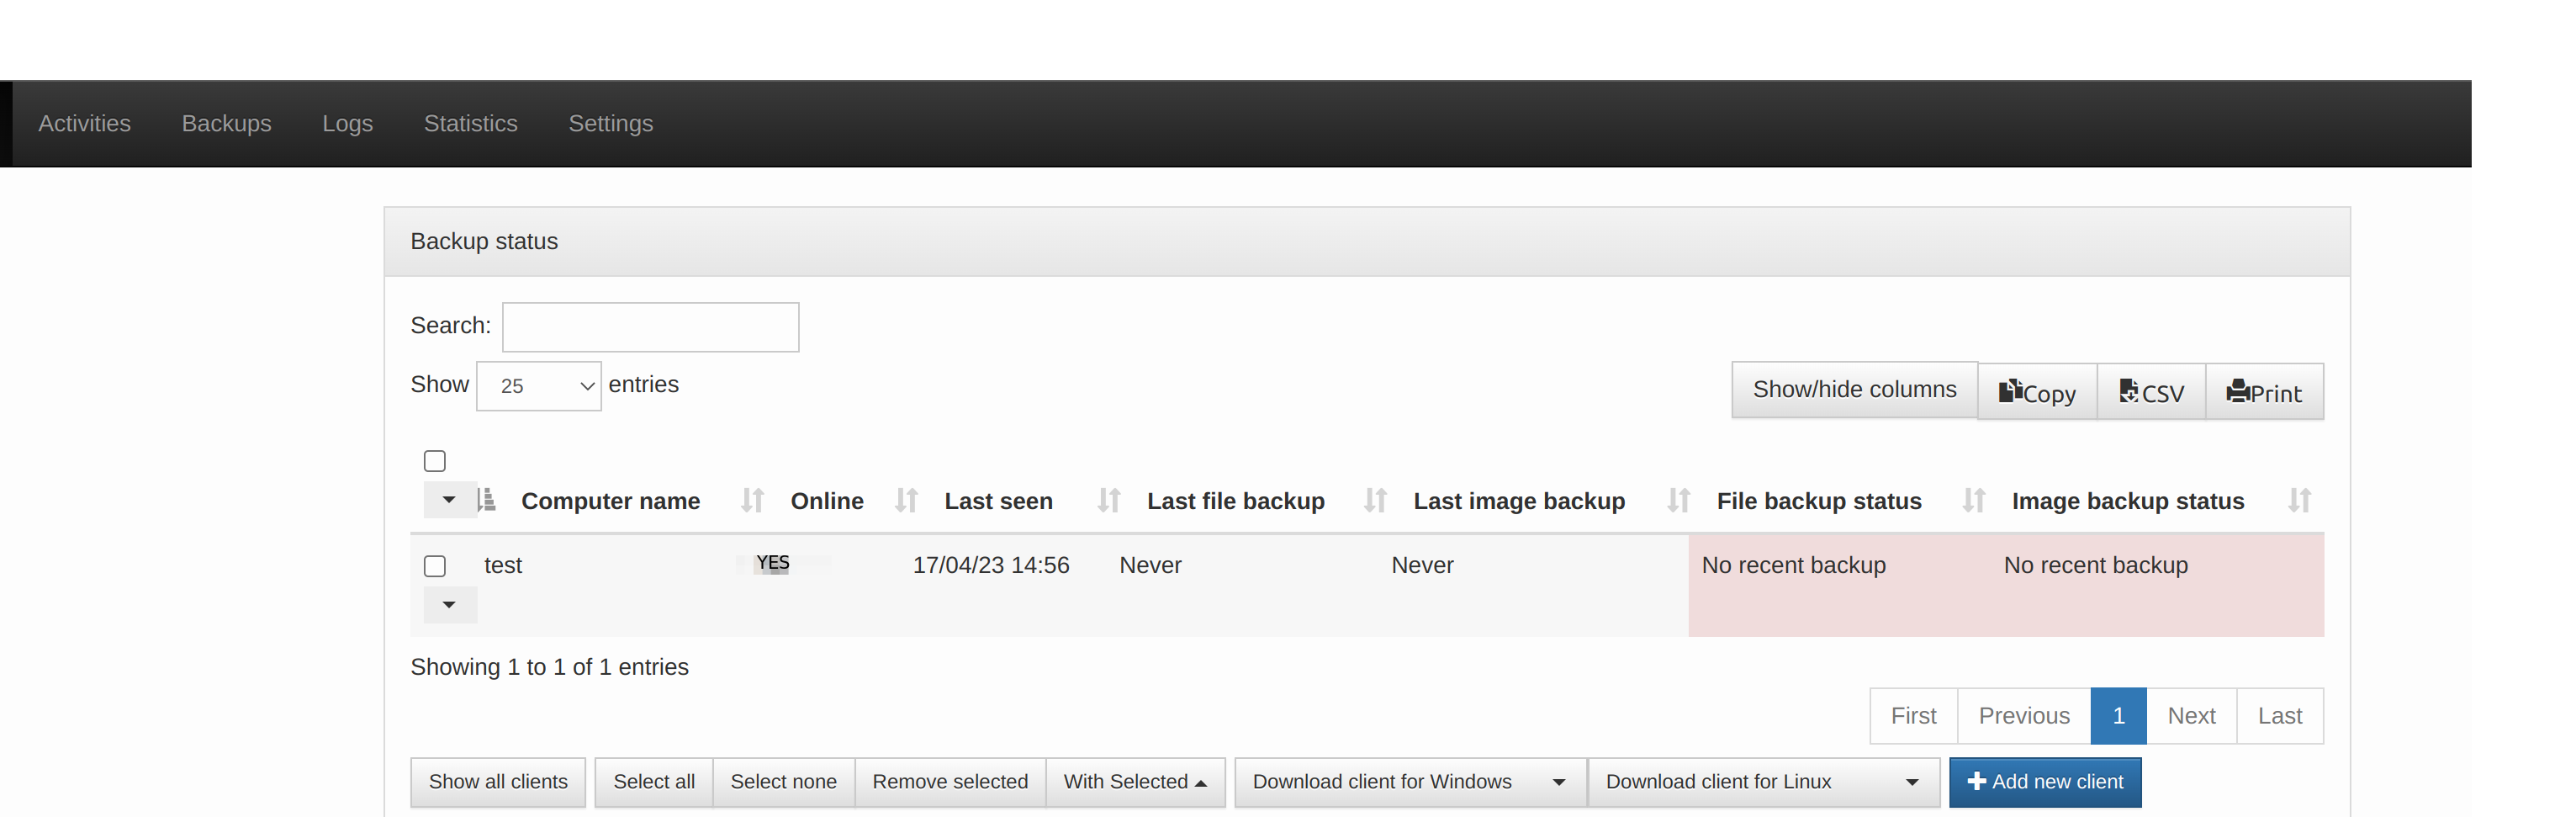 Activities Backups Logs Statistics Settings
Backup status
Search:
Show 25 entries
Show/hide columns Copy CSV Print
Computer name Online Last seen Last file backup Last image backup File backup status Image backup status
test YES 17/04/23 14:56 Never Never No recent backup No recent backup
Showing 1 to 1 of 1 entries
First Previous 1 Next Last
Show all clients Select all Select none Remove selected With Selected Download client for Windows Download client for Linux Add new client